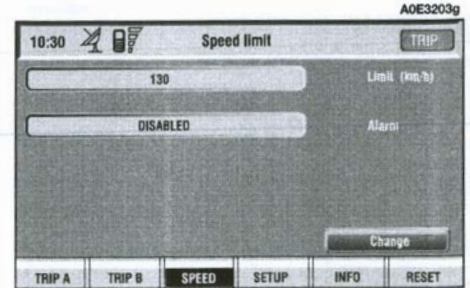 A0E3203g
10:30 Speed limit TRIP
130 Limit (km/h)
DISABLED Alarm
Change
TRIP A TRIP B SPEED SETUP INFO RESET